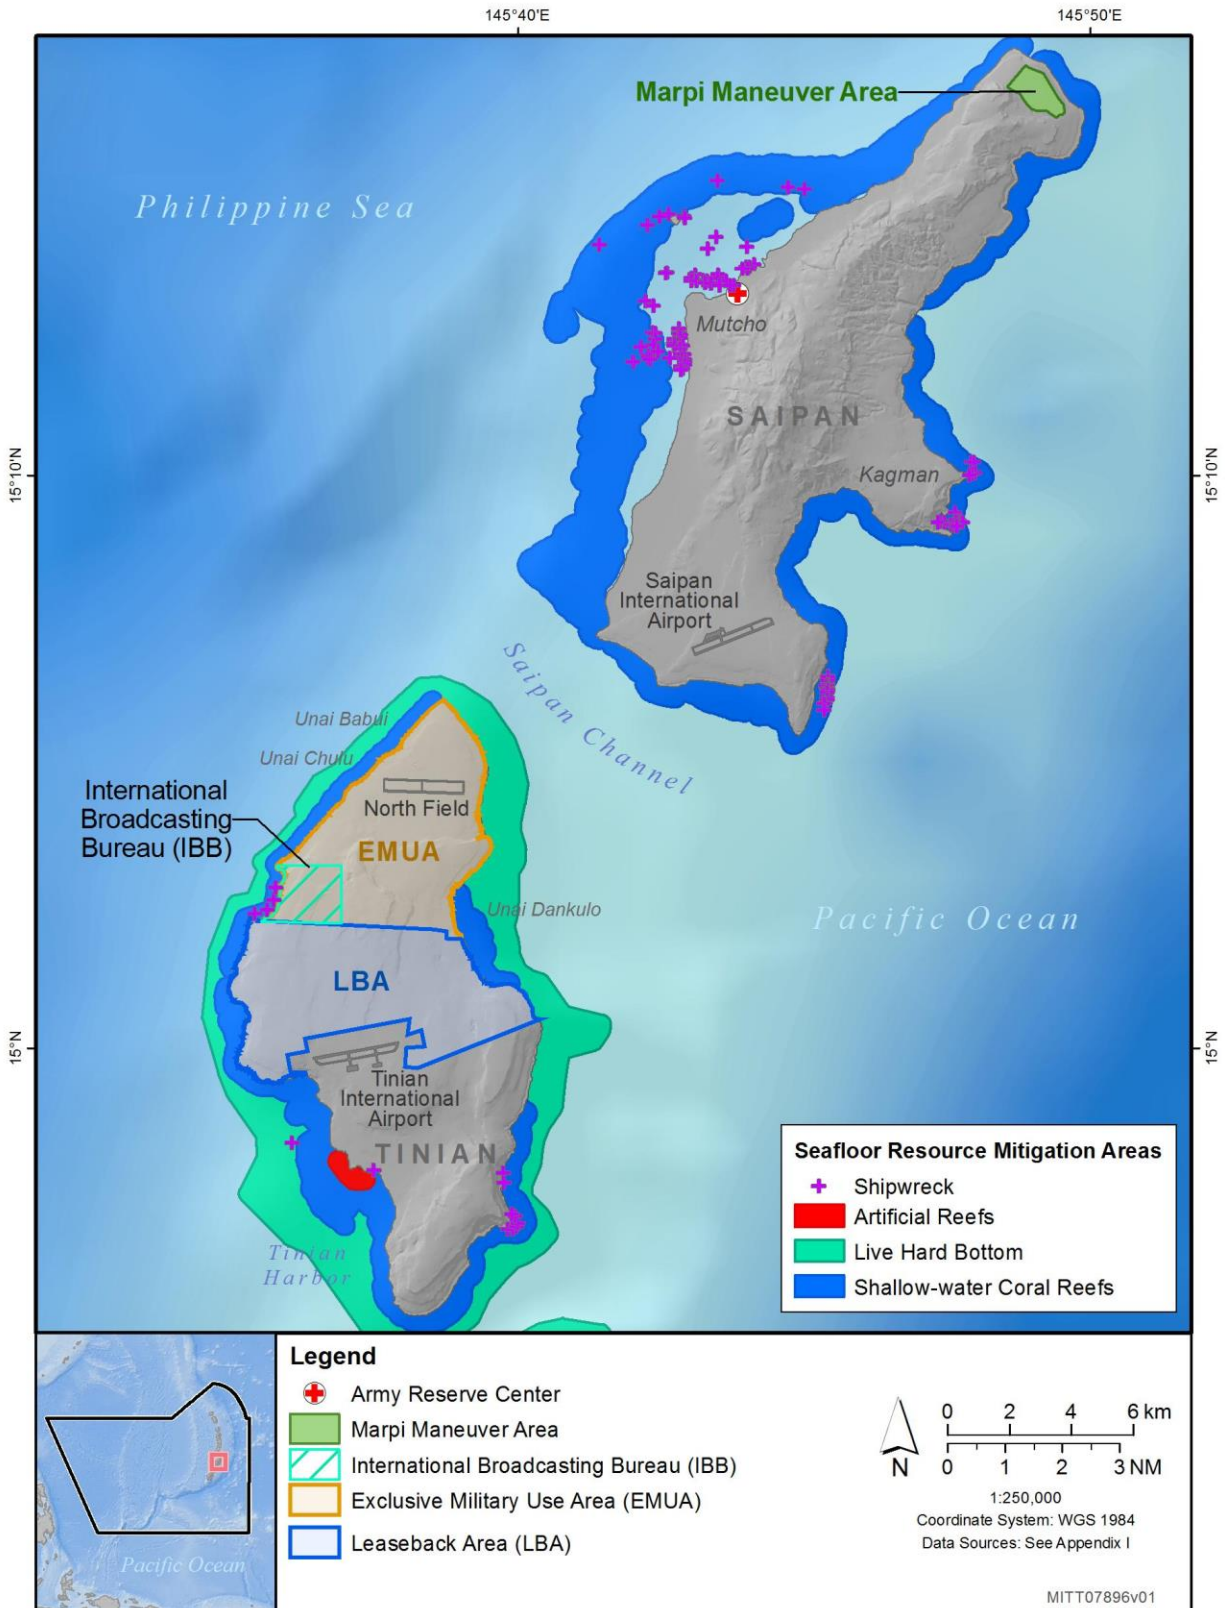 145°40'E
145°50'E
Marpi Maneuver Area
Philippine Sea
Mutcho
SAIPAN
15°10'N
Kagman
15°10'N
Saipan
International
Airport
Saipan Channel
Unai Babui
Unai Chulu
International
Broadcasting
Bureau (IBB)
North Field
EMUA
Unai Dankulo
Pacific Ocean
LBA
15°N
15°N
Tinian
International
Airport
TINIAN
Tinian
Harbor
Seafloor Resource Mitigation Areas
Shipwreck
Artificial Reefs
Live Hard Bottom
Shallow-water Coral Reefs
Pacific Ocean
Legend
Army Reserve Center
Marpi Maneuver Area
International Broadcasting Bureau (IBB)
Exclusive Military Use Area (EMUA)
Leaseback Area (LBA)
N
0 2 4 6 km
0 1 2 3 NM
1:250,000
Coordinate System: WGS 1984
Data Sources: See Appendix I
MITT07896v01